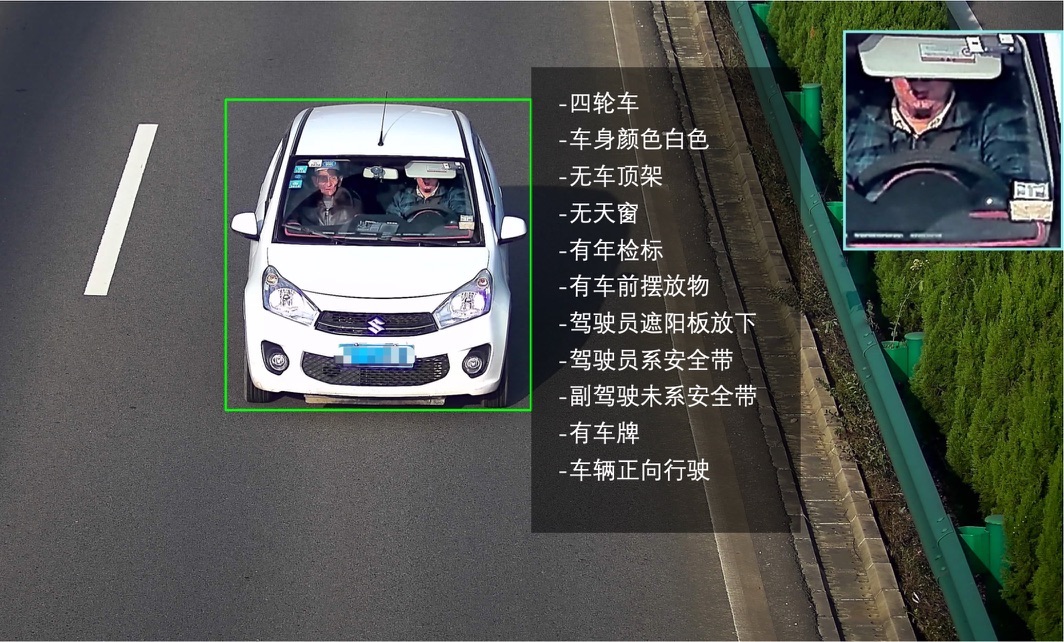 -四轮车
-车身颜色白色
-无车顶架
-无天窗
-有年检标
-有车前摆放物
-驾驶员遮阳板放下
-驾驶员系安全带
-副驾驶未系安全带
-有车牌
-车辆正向行驶